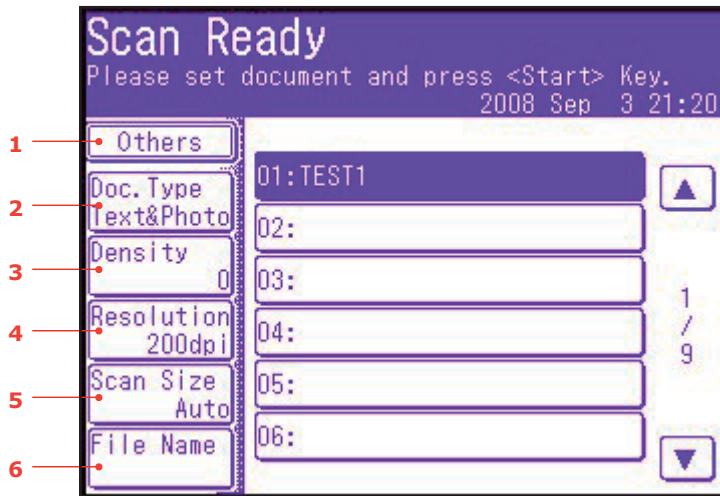 Scan Ready
Please set document and press <Start> Key.
2008 Sep 3 21:20
1
Others
2
Doc.Type
Text&Photo
3
Density
0
4
Resolution
200dpi
5
Scan Size
Auto
6
File Name
01:TEST1
02:
03:
04:
05:
06:
1
/
9